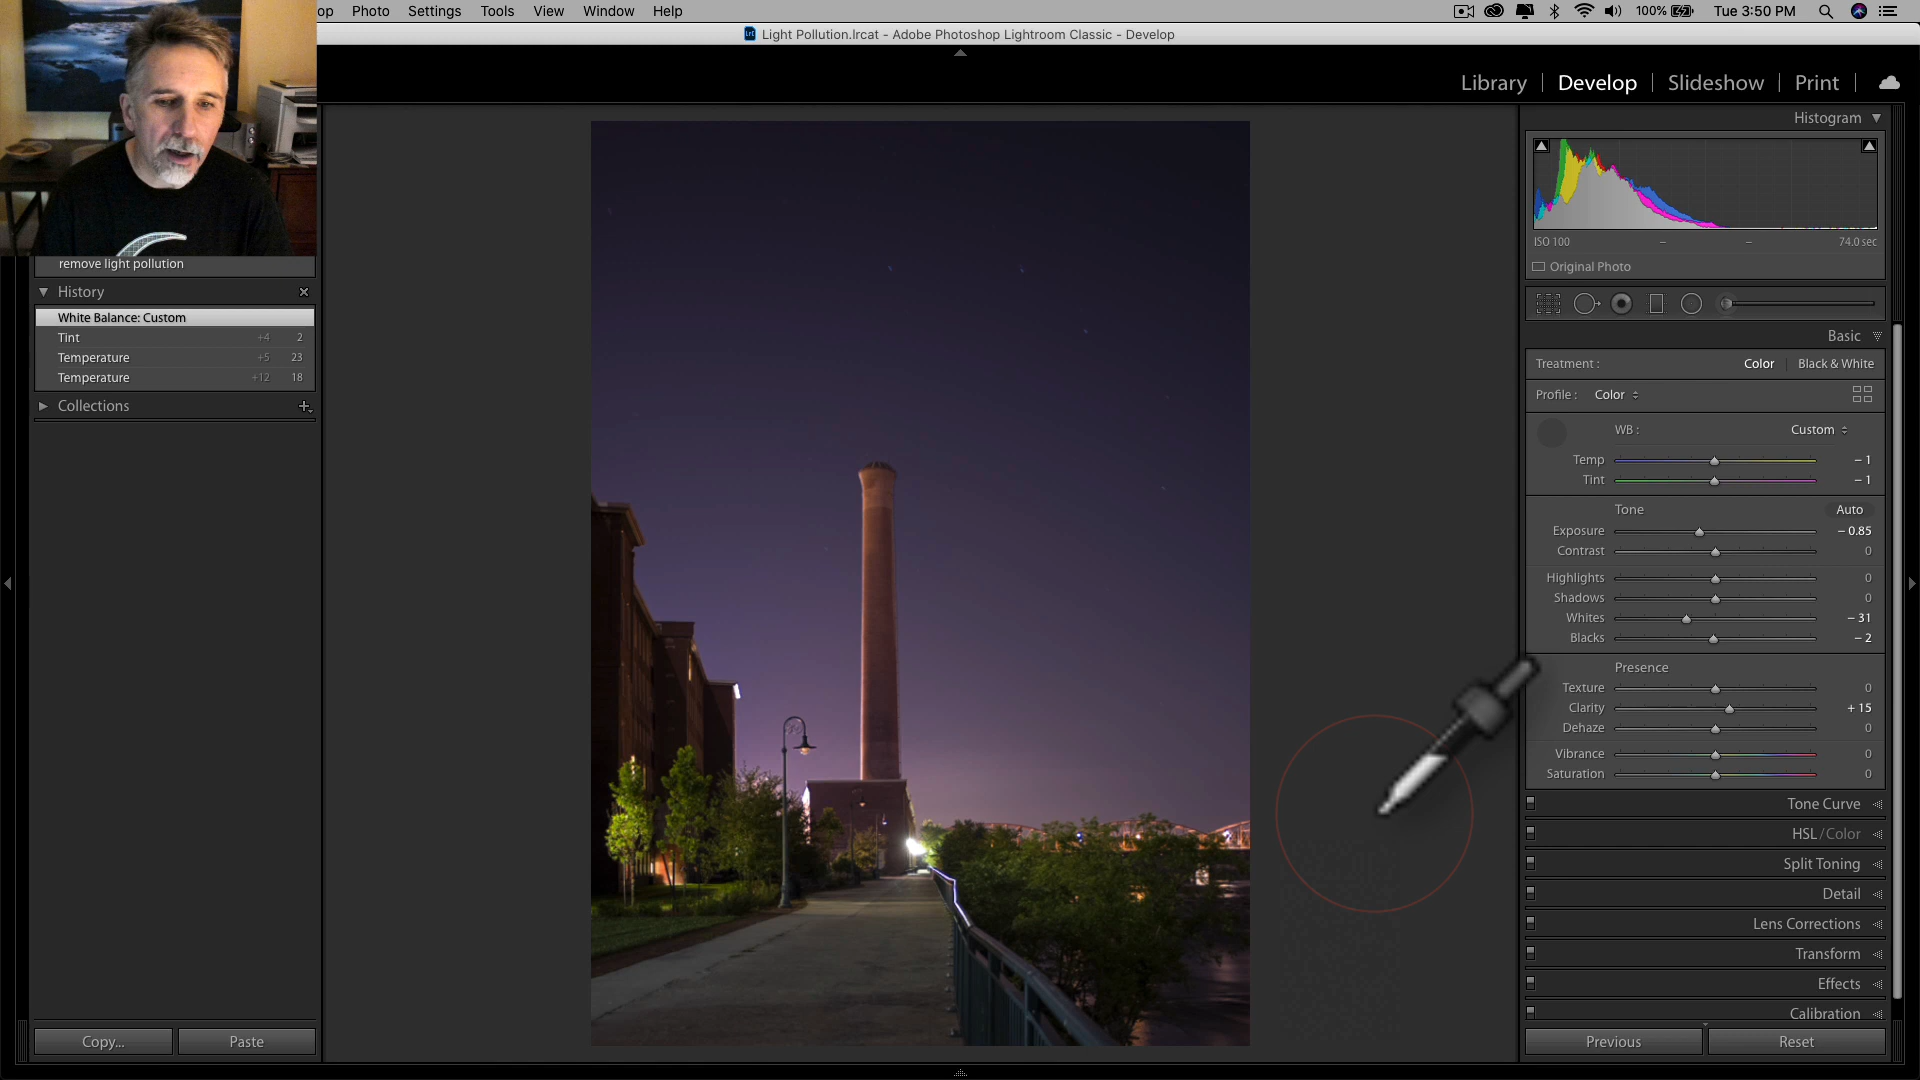 op Photo Settings Tools View Window Help 100% Tue 3:50 PM
Lrc Light Pollution.lrcat - Adobe Photoshop Lightroom Classic - Develop
Library | Develop | Slideshow | Print |
Histogram
ISO 100 – – 74.0 sec
Original Photo
remove light pollution
History
White Balance: Custom
Tint +4 2
Temperature +5 23
Temperature +12 18
Collections
Basic
Treatment : Color | Black & White
Profile : Color
WB : Custom
Temp – 1
Tint – 1
Tone Auto
Exposure – 0.85
Contrast 0
Highlights 0
Shadows 0
Whites – 31
Blacks – 2
Presence
Texture 0
Clarity + 15
Dehaze 0
Vibrance 0
Saturation 0
Tone Curve
HSL / Color
Split Toning
Detail
Lens Corrections
Transform
Effects
Calibration
Copy... Paste
Previous Reset